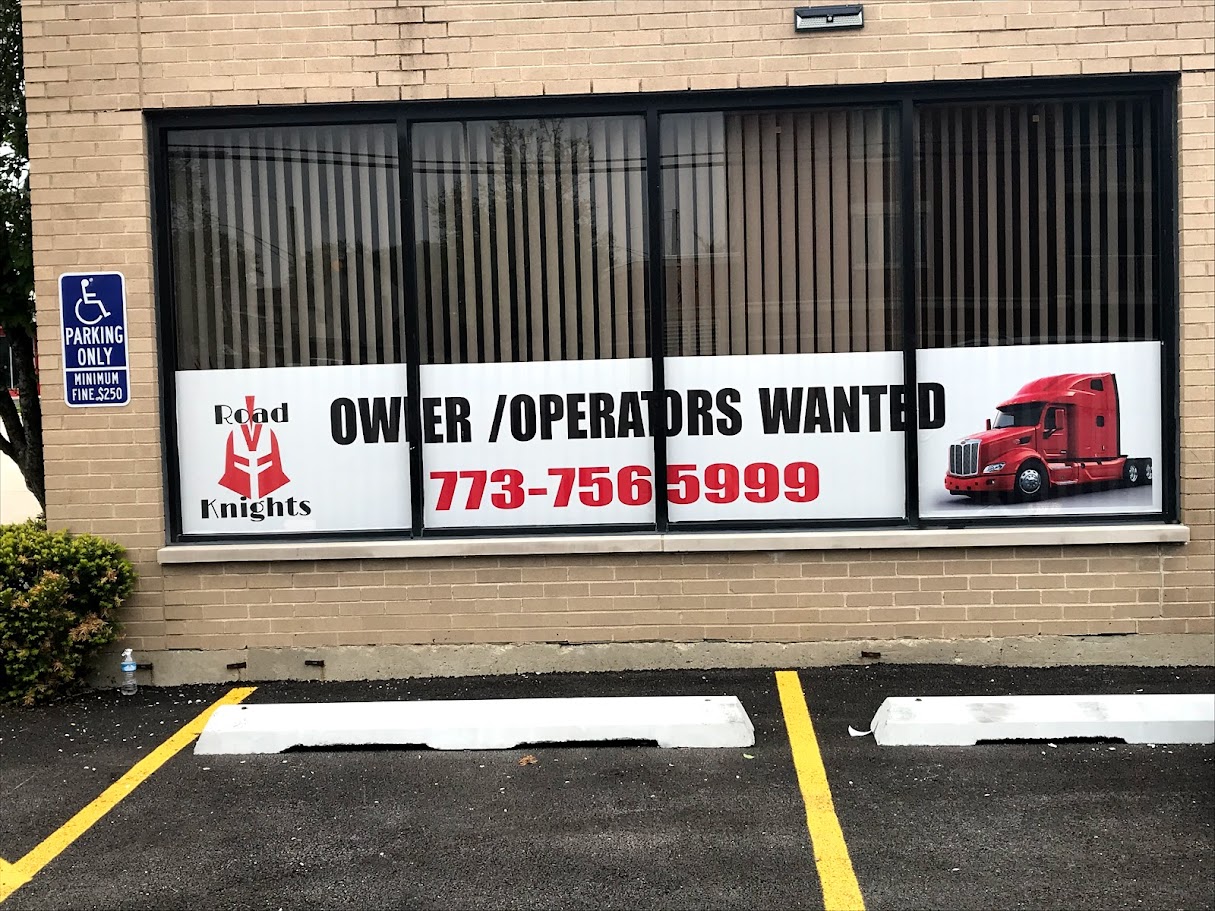 PARKING
ONLY
MINIMUM
FINE $250
Road
Knights
OWNER /OPERATORS WANTED
773-756 5999